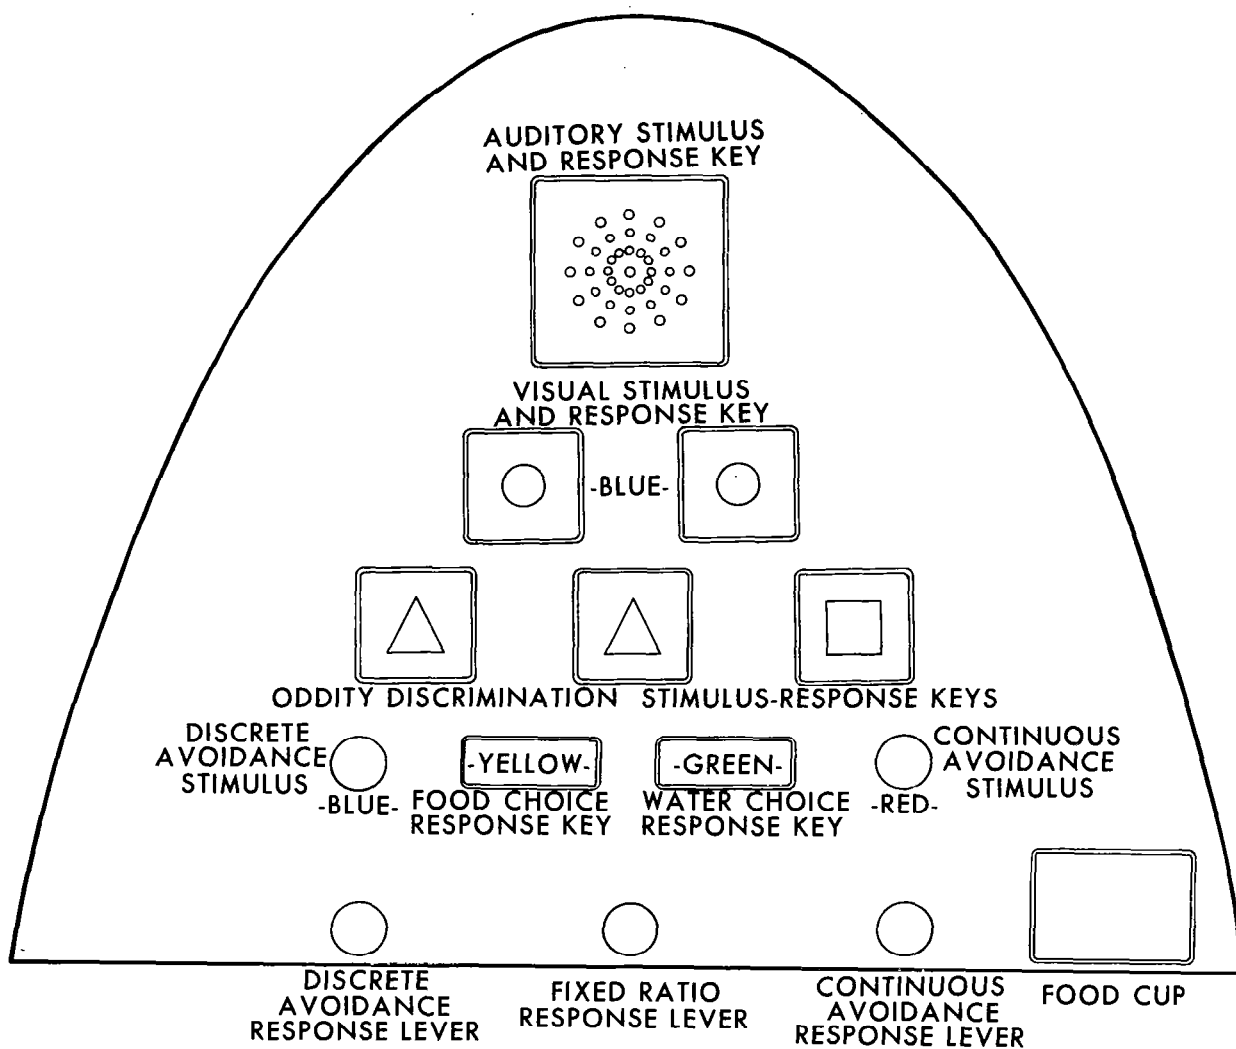 AUDITORY STIMULUS
AND RESPONSE KEY
VISUAL STIMULUS
AND RESPONSE KEY
-BLUE-
ODDITY DISCRIMINATION STIMULUS-RESPONSE KEYS
DISCRETE
AVOIDANCE
STIMULUS
-BLUE-
-YELLOW-
FOOD CHOICE
RESPONSE KEY
-GREEN-
WATER CHOICE
RESPONSE KEY
-RED-
CONTINUOUS
AVOIDANCE
STIMULUS
DISCRETE
AVOIDANCE
RESPONSE LEVER
FIXED RATIO
RESPONSE LEVER
CONTINUOUS
AVOIDANCE
RESPONSE LEVER
FOOD CUP